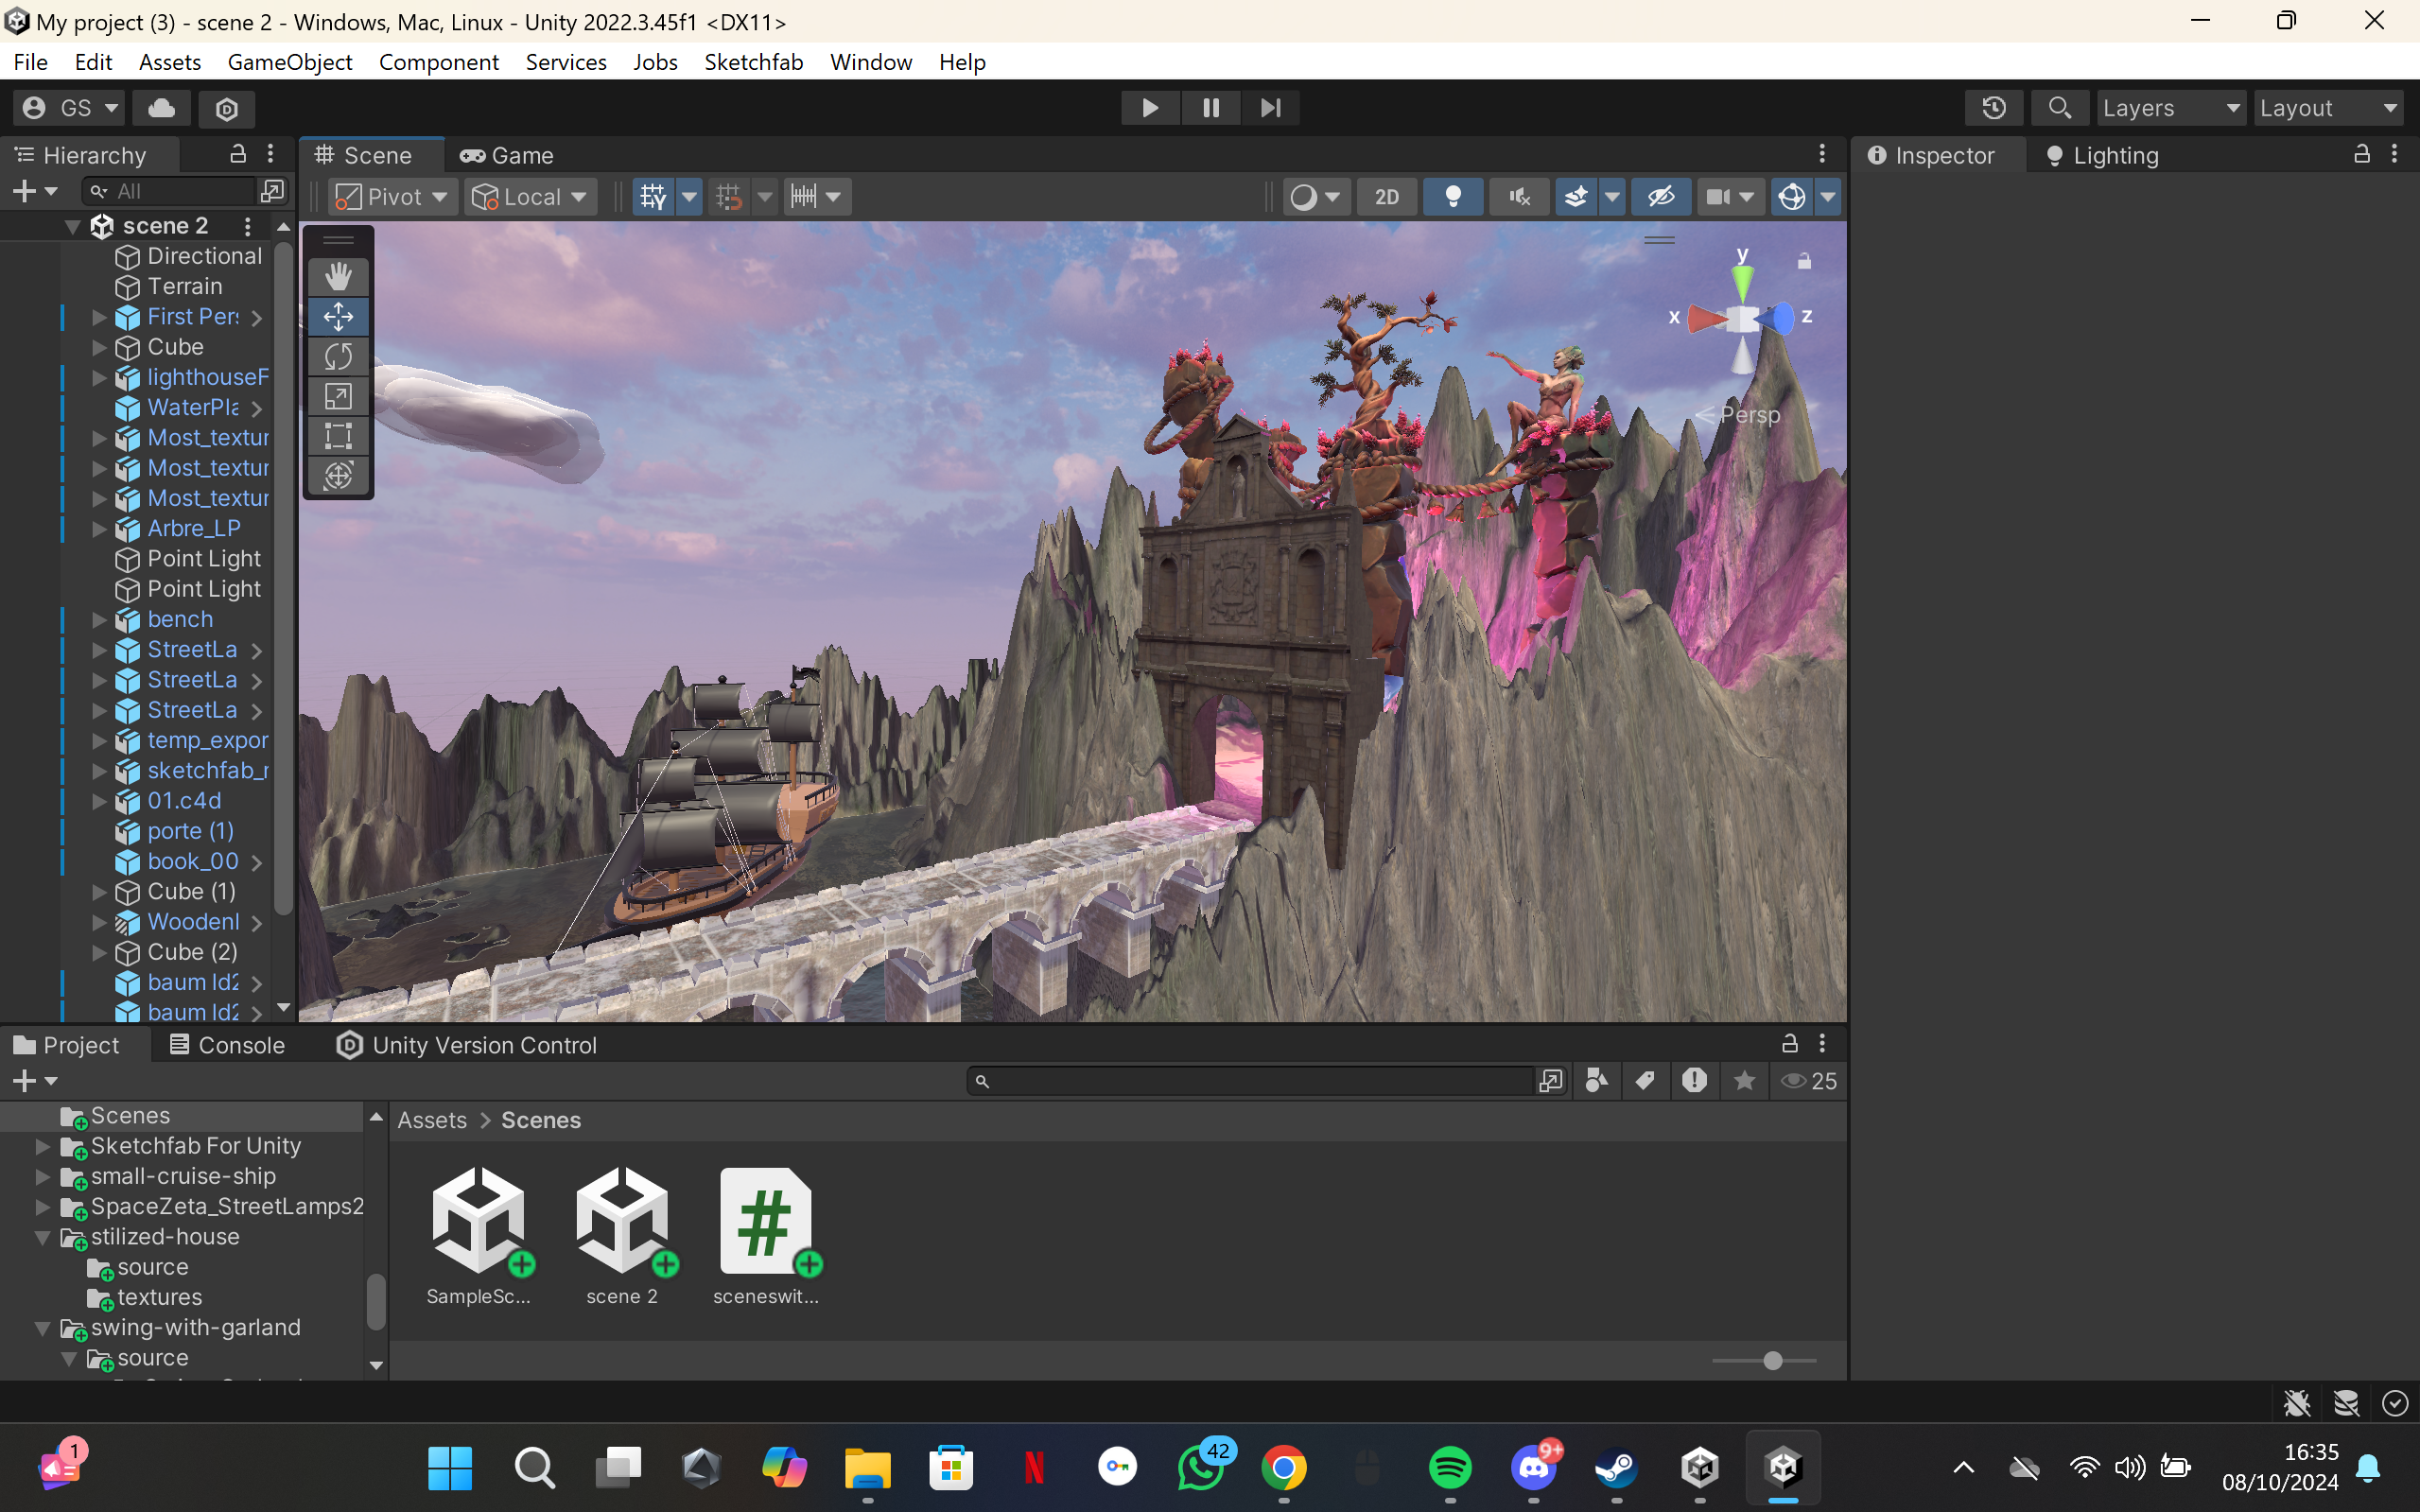 My project (3) - scene 2 - Windows, Mac, Linux - Unity 2022.3.45f1 <DX11>
File Edit Assets GameObject Component Services Jobs Sketchfab Window Help
GS Layers Layout
Hierarchy
All
scene 2
Directional
Terrain
First Per
Cube
lighthouseF
WaterPla
Most_textur
Most_textur
Most_textur
Arbre_LP
Point Light
Point Light
bench
StreetLa
StreetLa
StreetLa
temp_expor
sketchfab_r
01.c4d
porte (1)
book_00
Cube (1)
Woodenl
Cube (2)
baum ld2
baum ld2
Scene Game
Pivot Local 2D
y
x z
Persp
Inspector Lighting
Project Console Unity Version Control
25
Scenes
Sketchfab For Unity
small-cruise-ship
SpaceZeta_StreetLamps2
stilized-house
source
textures
swing-with-garland
source
Assets > Scenes
SampleSc... scene 2 sceneswit...
1
42
9+
16:35
08/10/2024